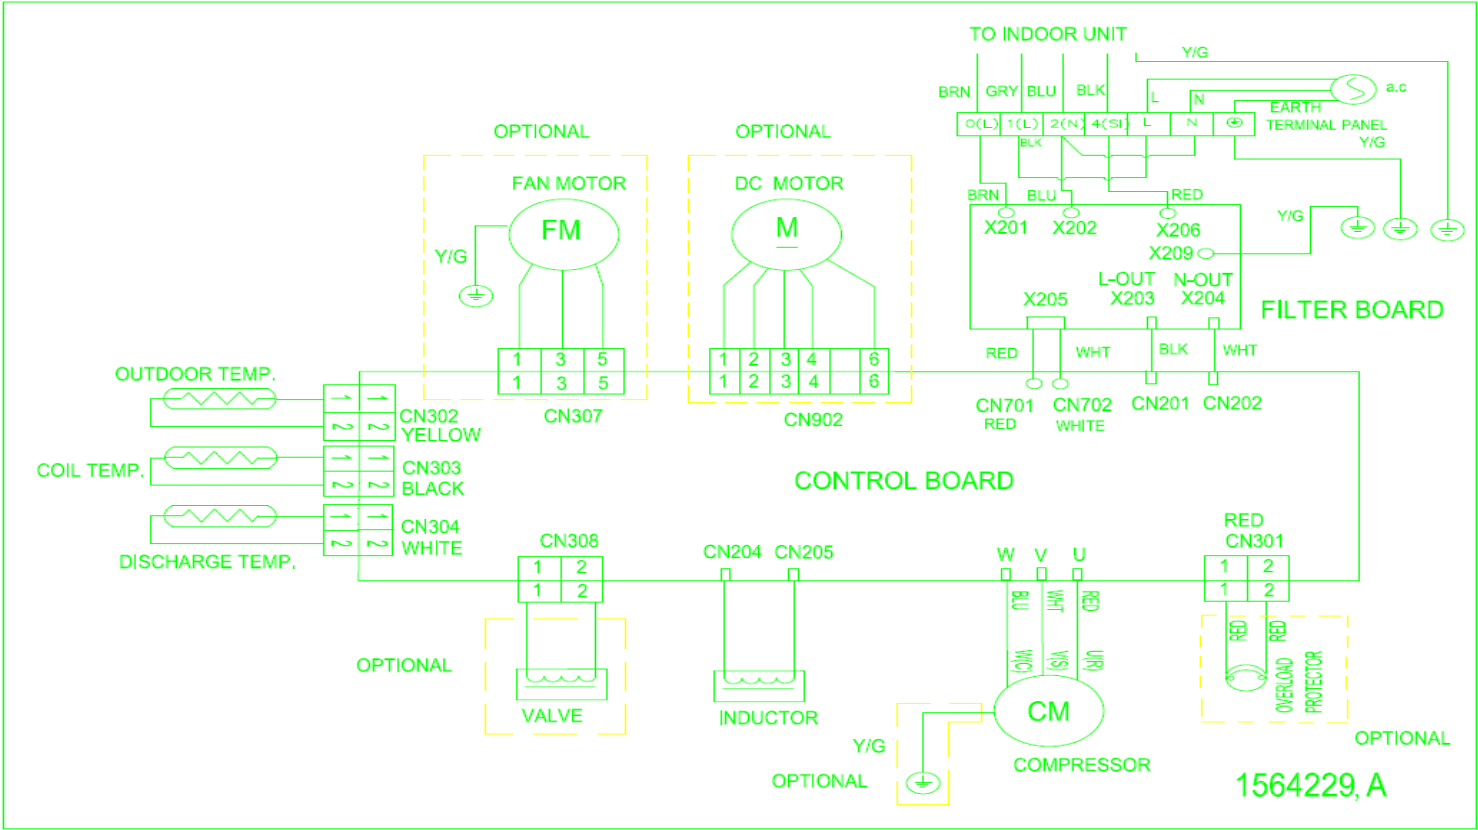 TO INDOOR UNIT
Y/G
BRN GRY BLU BLK
L N
a.c
EARTH
0(L) 1(L) 2(N) 4(SI) L N
TERMINAL PANEL
BLK
Y/G
OPTIONAL
OPTIONAL
FAN MOTOR
DC MOTOR
FM
M
Y/G
BRN BLU RED
X201 X202 X206
Y/G
X209
L-OUT N-OUT
X205 X203 X204
FILTER BOARD
RED WHT BLK WHT
1 3 5
1 3 5
CN307
1 2 3 4 6
1 2 3 4 6
CN902
CN701 CN702 CN201 CN202
RED WHITE
OUTDOOR TEMP.
1 1
2 2
CN302
YELLOW
COIL TEMP.
1 1
2 2
CN303
BLACK
1 1
2 2
CN304
WHITE
DISCHARGE TEMP.
CONTROL BOARD
CN308
1 2
1 2
OPTIONAL
VALVE
CN204 CN205
INDUCTOR
W V U
BLU WHT RED
W(C) V(S) U(R)
CM
COMPRESSOR
Y/G
OPTIONAL
RED
CN301
1 2
1 2
RED RED
OVERLOAD
PROTECTOR
OPTIONAL
1564229, A